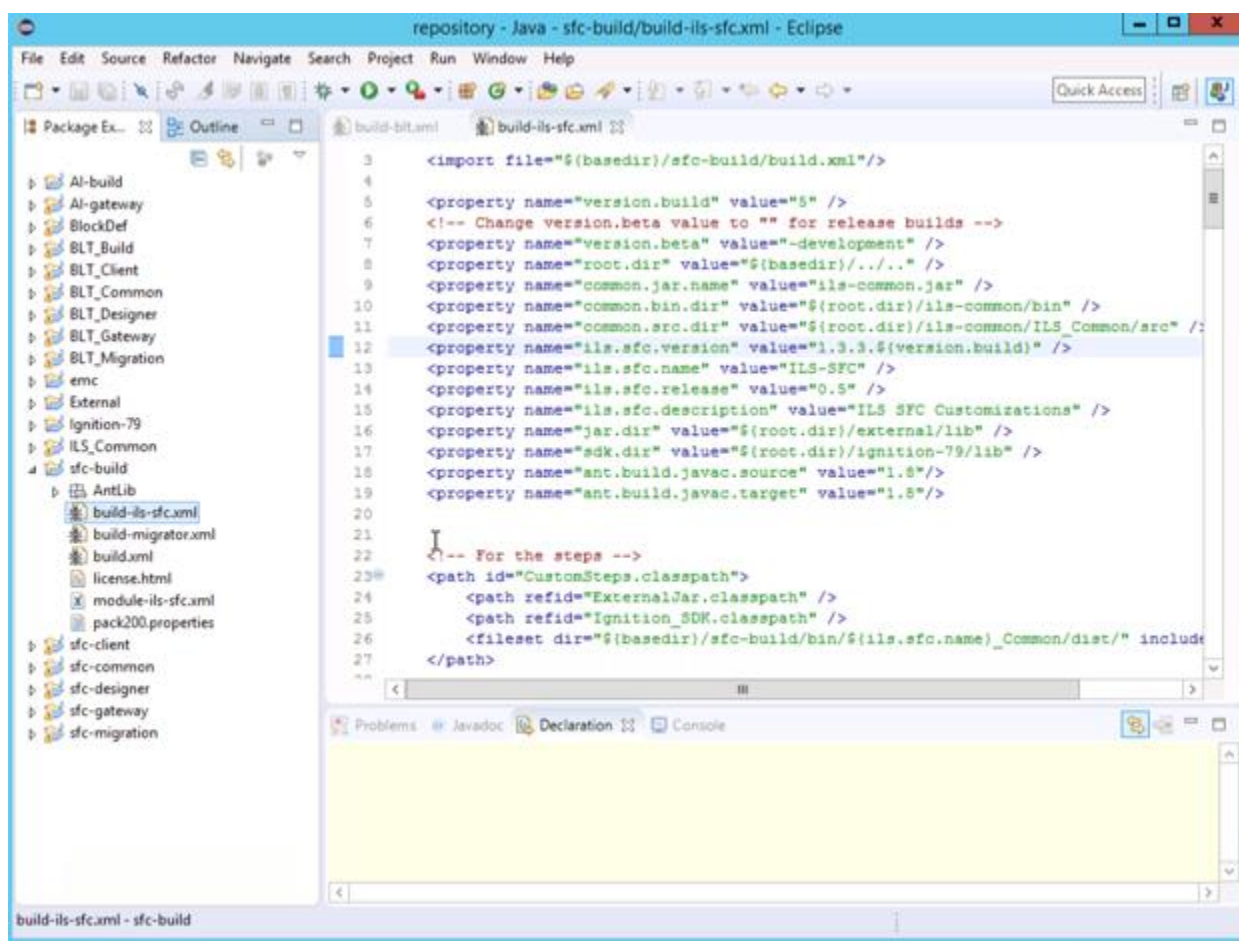 repository - Java - sfc-build/build-ils-sfc.xml - Eclipse
File Edit Source Refactor Navigate Search Project Run Window Help
Quick Access
Package Ex...
Outline
AI-build
AI-gateway
BlockDef
BLT_Build
BLT_Client
BLT_Common
BLT_Designer
BLT_Gateway
BLT_Migration
emc
External
Ignition-79
ILS_Common
sfc-build
AntLib
build-ils-sfc.xml
build-migrator.xml
build.xml
license.html
module-ils-sfc.xml
pack200.properties
sfc-client
sfc-common
sfc-designer
sfc-gateway
sfc-migration
build-blt.xml
build-ils-sfc.xml
3 <import file="${basedir}/sfc-build/build.xml"/>
4
5 <property name="version.build" value="5" />
6 <!-- Change version.beta value to "" for release builds -->
7 <property name="version.beta" value="-development" />
8 <property name="root.dir" value="${basedir}/../.." />
9 <property name="common.jar.name" value="ils-common.jar" />
10 <property name="common.bin.dir" value="${root.dir}/ils-common/bin" />
11 <property name="common.src.dir" value="${root.dir}/ils-common/ILS_Common/src" />
12 <property name="ils.sfc.version" value="1.3.3.${version.build}" />
13 <property name="ils.sfc.name" value="ILS-SFC" />
14 <property name="ils.sfc.release" value="0.5" />
15 <property name="ils.sfc.description" value="ILS SFC Customizations" />
16 <property name="jar.dir" value="${root.dir}/external/lib" />
17 <property name="sdk.dir" value="${root.dir}/ignition-79/lib" />
18 <property name="ant.build.javac.source" value="1.8"/>
19 <property name="ant.build.javac.target" value="1.8"/>
20
21
22 <!-- For the steps -->
23 <path id="CustomSteps.classpath">
24 <path refid="ExternalJar.classpath" />
25 <path refid="Ignition_SDK.classpath" />
26 <fileset dir="${basedir}/sfc-build/bin/${ils.sfc.name}_Common/dist/" include
27 </path>
Problems Javadoc Declaration Console
build-ils-sfc.xml - sfc-build